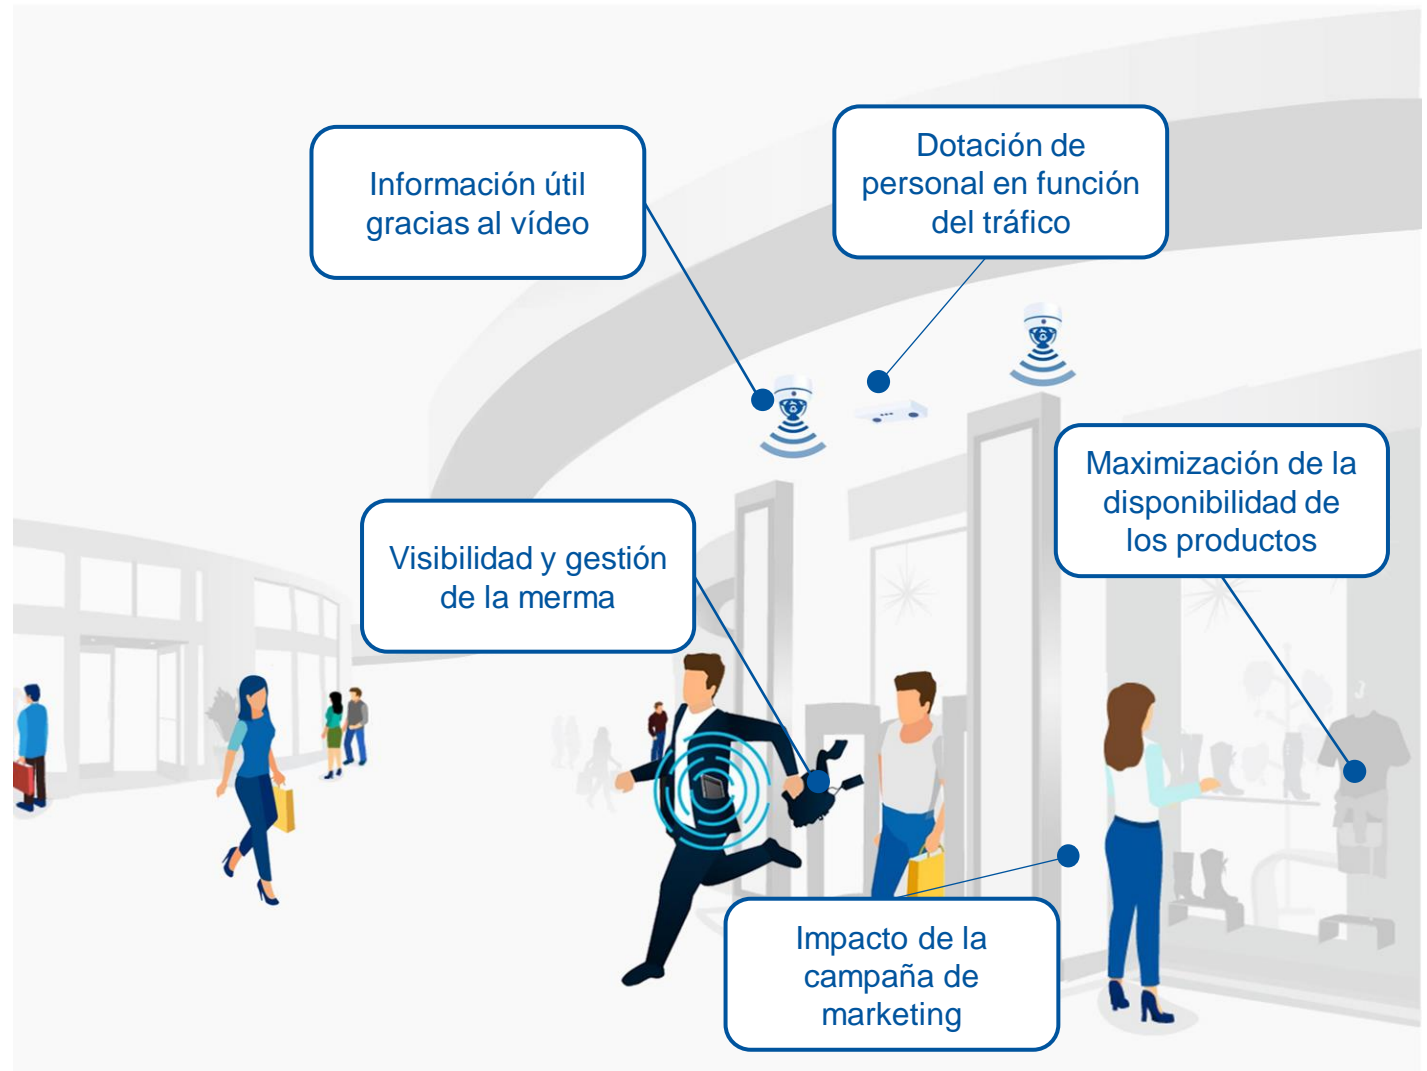 Información útil
gracias al vídeo
Dotación de
personal en función
del tráfico
Maximización de la
disponibilidad de
los productos
Visibilidad y gestión
de la merma
Impacto de la
campaña de
marketing